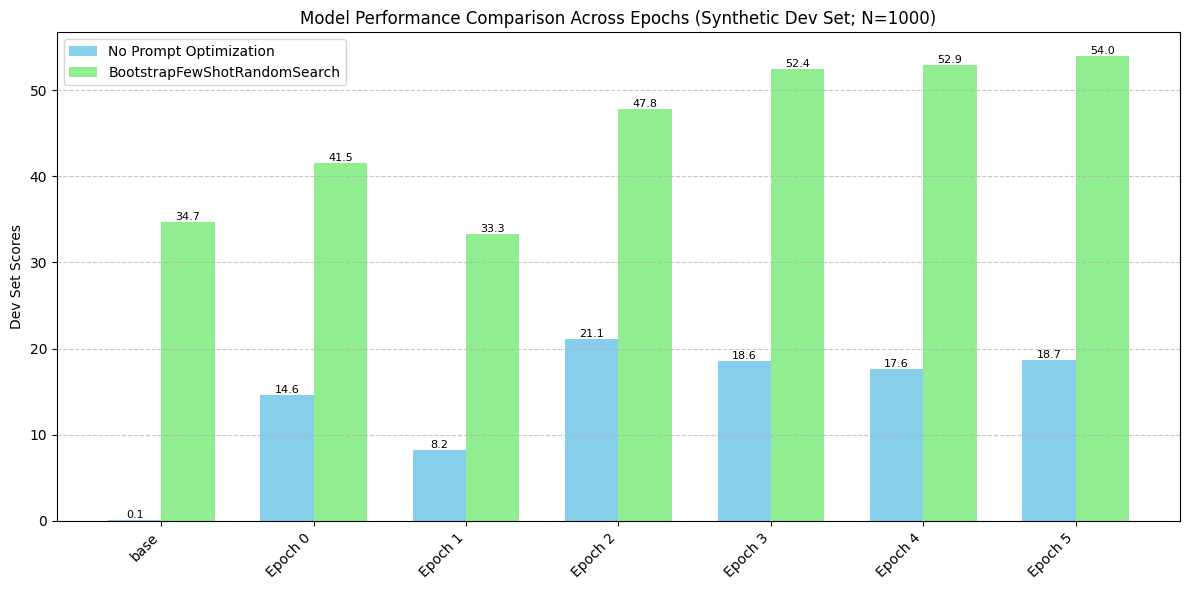 Model Performance Comparison Across Epochs (Synthetic Dev Set; N=1000)
No Prompt Optimization
BootstrapFewShotRandomSearch
Dev Set Scores
50
40
30
20
10
0
0.1
34.7
14.6
41.5
8.2
33.3
21.1
47.8
18.6
52.4
17.6
52.9
18.7
54.0
base
Epoch 0
Epoch 1
Epoch 2
Epoch 3
Epoch 4
Epoch 5